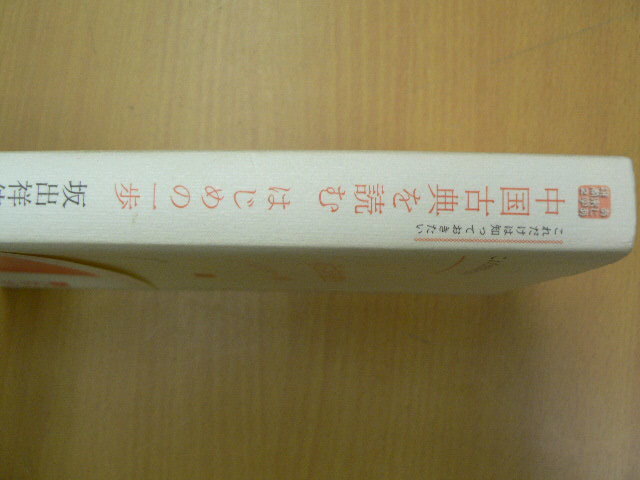 中国古典を読む はじめの一歩
これだけは知っておきたい
坂出祥